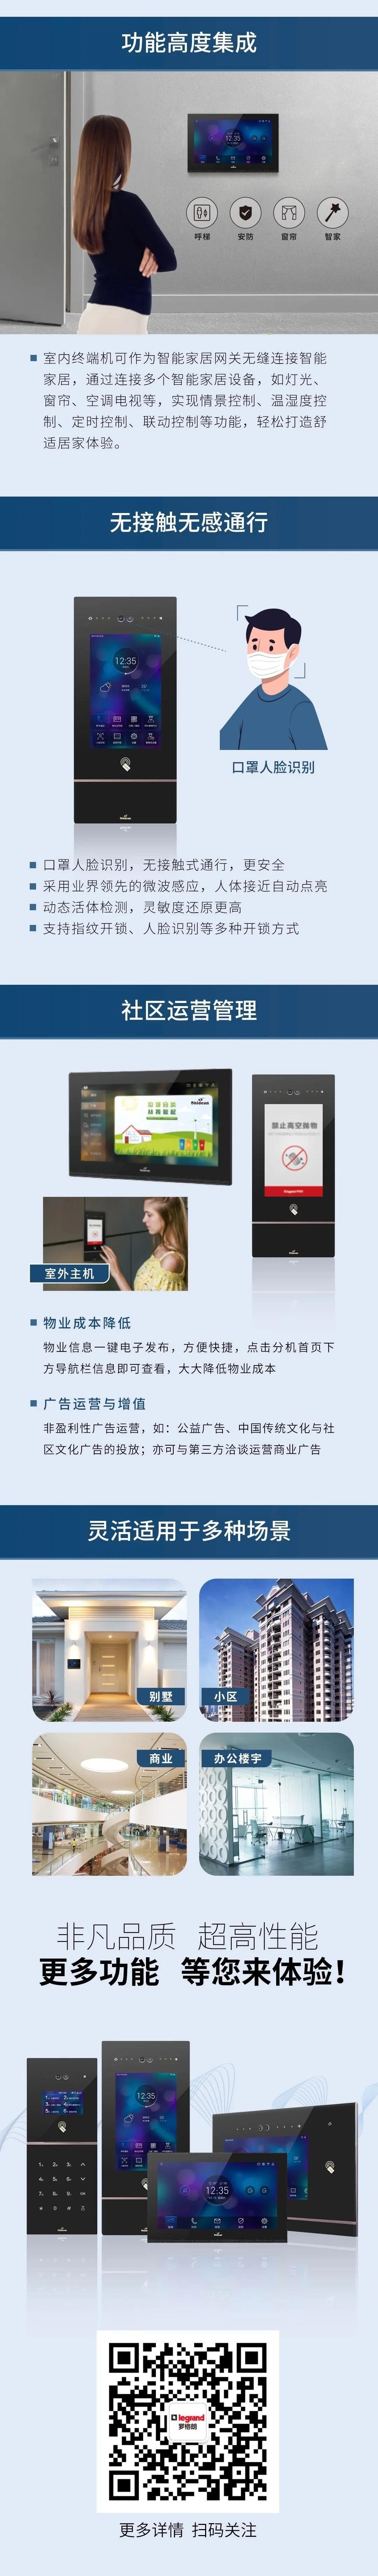 功能高度集成
12:35
呼梯
安防
窗帘
智家
室内终端机可作为智能家居网关无缝连接智能
家居，通过连接多个智能家居设备，如灯光、
窗帘、空调电视等，实现情景控制、温湿度控
制、定时控制、联动控制等功能，轻松打造舒
适居家体验。
无接触无感通行
12:35
口罩人脸识别
口罩人脸识别，无接触式通行，更安全
采用业界领先的微波感应，人体接近自动点亮
动态活体检测，灵敏度还原更高
支持指纹开锁、人脸识别等多种开锁方式
社区运营管理
禁止高空抛物
室外主机
物业成本降低
物业信息一键电子发布，方便快捷，点击分机首页下
方导航栏信息即可查看，大大降低物业成本
广告运营与增值
非盈利性广告运营，如：公益广告、中国传统文化与社
区文化广告的投放；亦可与第三方洽谈运营商业广告
灵活适用于多种场景
别墅
小区
商业
办公楼宇
非凡品质 超高性能
更多功能 等您来体验！
12:35
12:35
legrand
罗格朗
更多详情 扫码关注